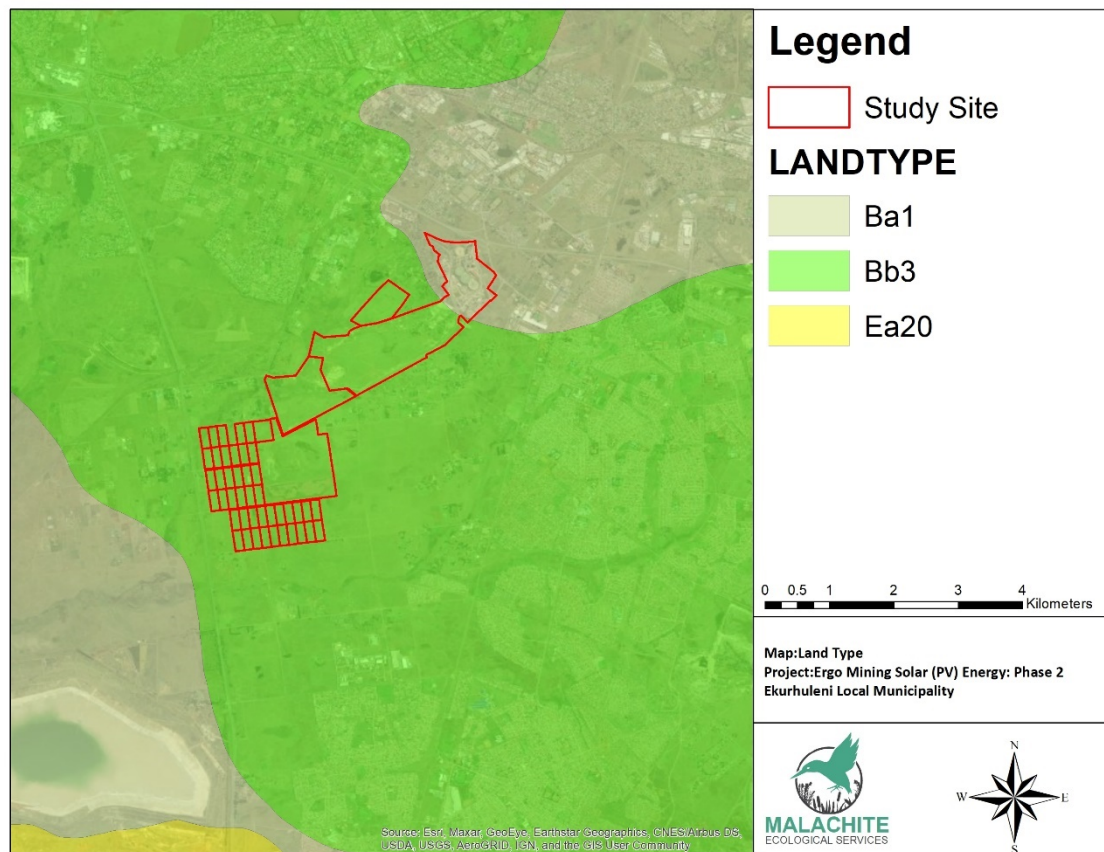 Legend
Study Site
LANDTYPE
Ba1
Bb3
Ea20
0 0.5 1 2 3 4
Kilometers
Map:Land Type
Project:Ergo Mining Solar (PV) Energy: Phase 2
Ekurhuleni Local Municipality
MALACHITE
ECOLOGICAL SERVICES
N
W E
S
Source: Esri, Maxar, GeoEye, Earthstar Geographics, CNES/Airbus DS,
USDA, USGS, AeroGRID, IGN, and the GIS User Community